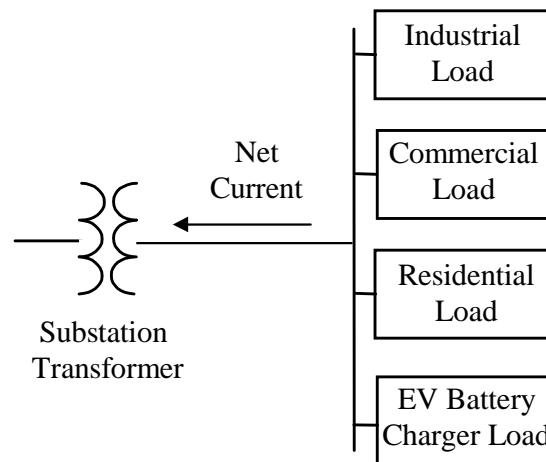 Industrial
Load
Net
Current
Commercial
Load
Residential
Load
Substation
Transformer
EV Battery
Charger Load